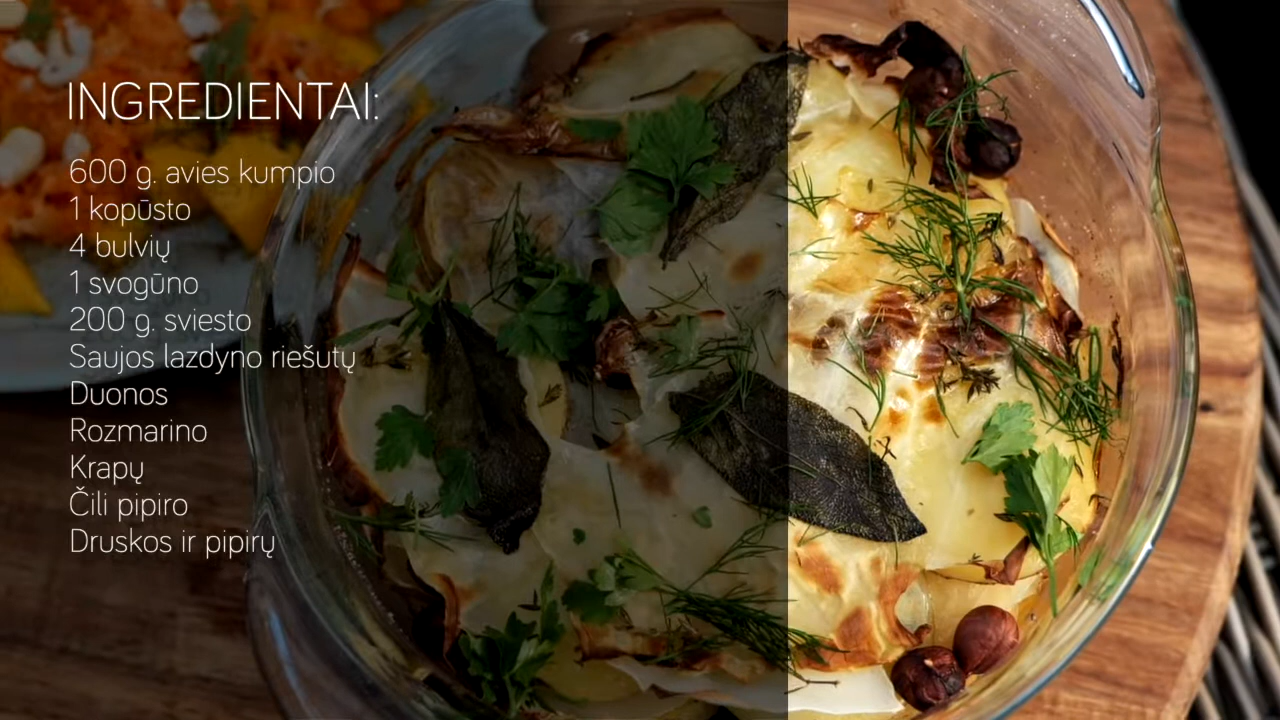 INGREDIENTAI:
600 g. avies kumpio
1 kopūsto
4 bulvių
1 svogūno
200 g. sviesto
Saujos lazdyno riešutų
Duonos
Rozmarino
Krapų
Čili pipiro
Druskos ir pipirų